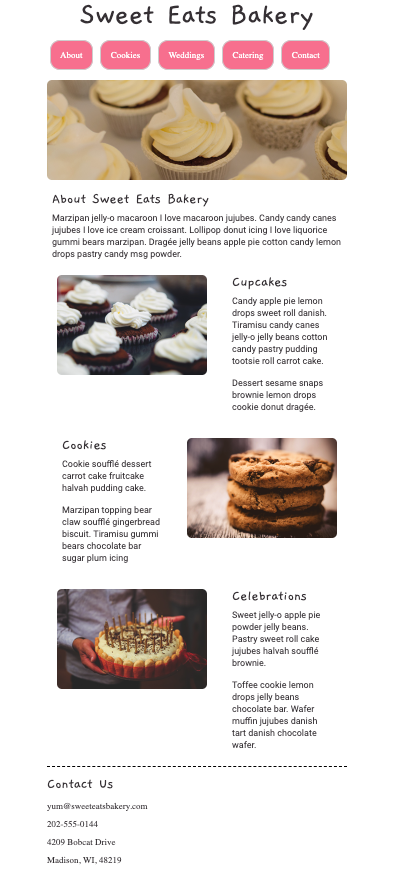 Sweet Eats Bakery
About Cookies Weddings Catering Contact
About Sweet Eats Bakery
Marzipan jelly-o macaroon I love macaroon jujubes. Candy candy canes
jujubes I love ice cream croissant. Lollipop donut icing I love liquorice
gummi bears marzipan. Dragée jelly beans apple pie cotton candy lemon
drops pastry candy msg powder.
Cupcakes
Candy apple pie lemon
drops sweet roll danish.
Tiramisu candy canes
jelly-o jelly beans cotton
candy pastry pudding
tootsie roll carrot cake.
Dessert sesame snaps
brownie lemon drops
cookie donut dragée.
Cookies
Cookie soufflé dessert
carrot cake fruitcake
halvah pudding cake.
Marzipan topping bear
claw soufflé gingerbread
biscuit. Tiramisu gummi
bears chocolate bar
sugar plum icing
Celebrations
Sweet jelly-o apple pie
powder jelly beans.
Pastry sweet roll cake
jujubes halvah soufflé
brownie.
Toffee cookie lemon
drops jelly beans
chocolate bar. Wafer
muffin jujubes danish
tart danish chocolate
wafer.
Contact Us
yum@sweeteatsbakery.com
202-555-0144
4209 Bobcat Drive
Madison, WI, 48219